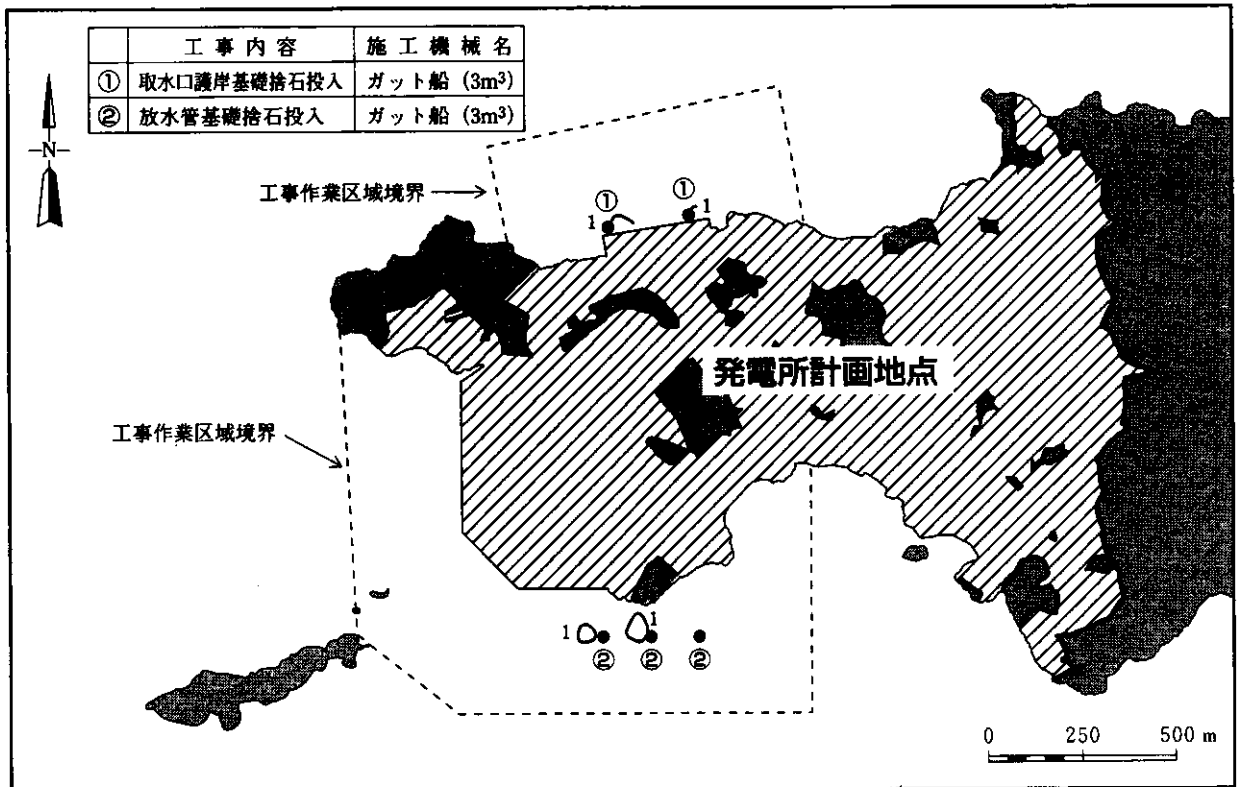 工事内容 施工機械名
① 取水口護岸基礎捨石投入 ガット船 (3m³)
② 放水管基礎捨石投入 ガット船 (3m³)
N
工事作業区域境界
① ①
1 1
発電所計画地点
工事作業区域境界
1 1
② ② ②
0 250 500 m